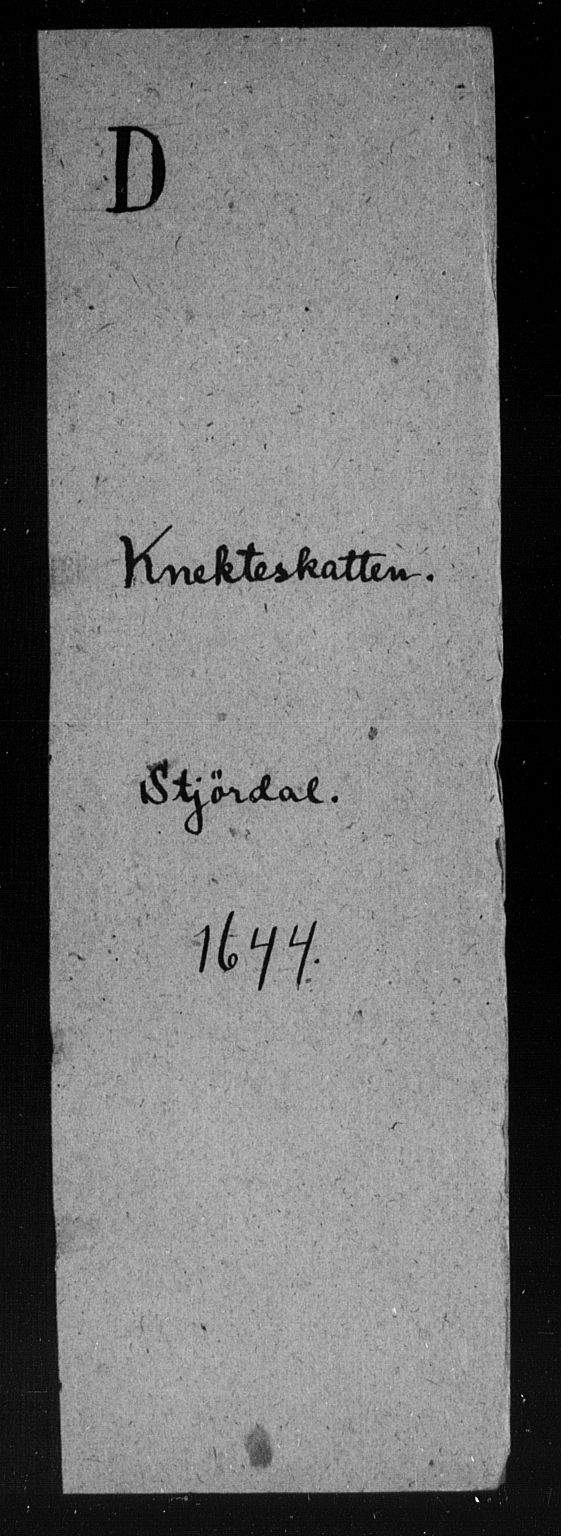 D
Knekteskatten.
Stjördal.
1644.